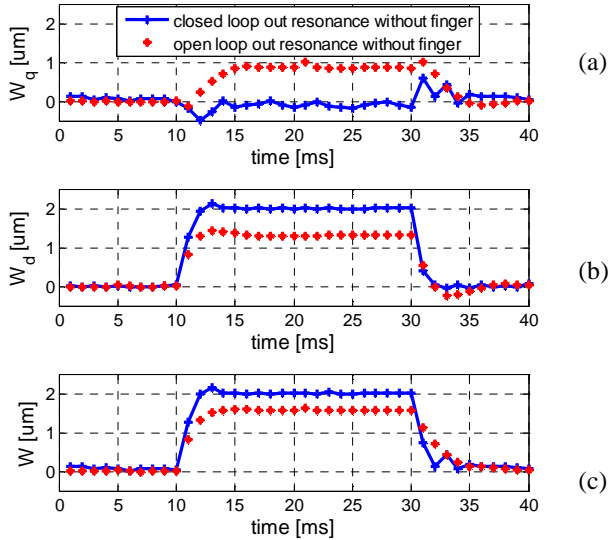 closed loop out resonance without finger
open loop out resonance without finger
W_q [um]
2
1
0
0 5 10 15 20 25 30 35 40
time [ms]
(a)
W_d [um]
2
1
0
0 5 10 15 20 25 30 35 40
time [ms]
(b)
W [um]
2
1
0
0 5 10 15 20 25 30 35 40
time [ms]
(c)